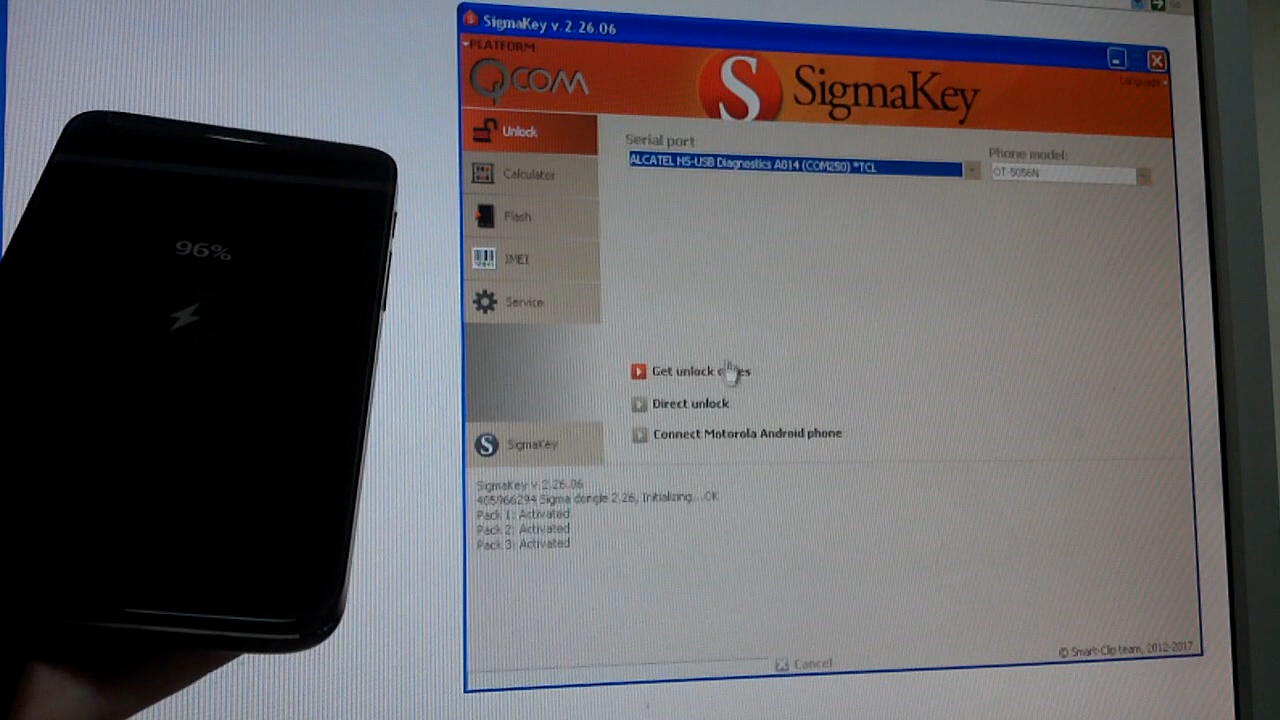 SigmaKey v.2.26.06
PLATFORM
QCOM
S SigmaKey
Language
Unlock
Serial port
Phone model:
ALCATEL HS-USB Diagnostics A014 (COM250) *TCL
OT-5056N
Calculator
Flash
IMEI
Service
96%
Get unlock
Direct unlock
Connect Motorola Android phone
S SigmaKey
SigmaKey v.2.26.06
405966294 Sigma dongle 2.26, Initializing...OK
Pack 1: Activated
Pack 2: Activated
Pack 3: Activated
Cancel
© Smart-Clip team, 2012-2017